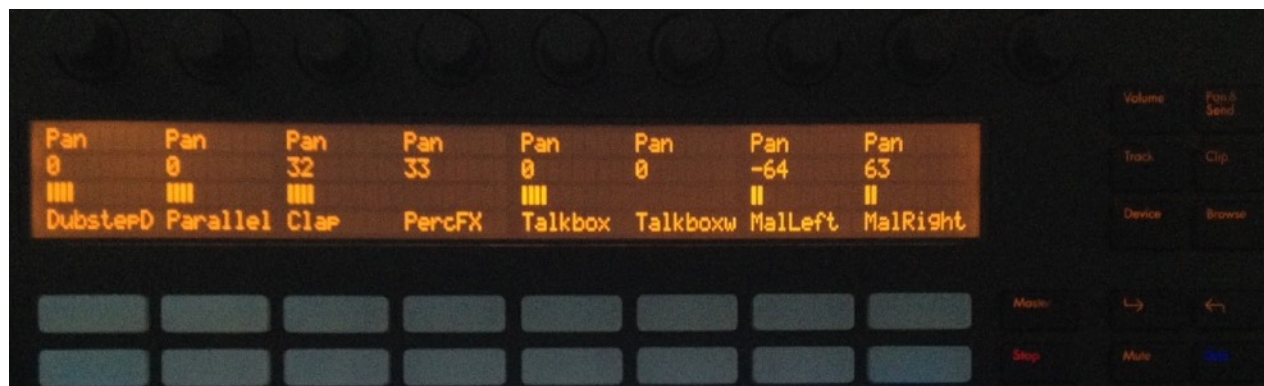 Pan Pan Pan Pan Pan Pan Pan Pan
0 0 32 33 0 0 -64 63
DubstepD Parallel Clap PercFX Talkbox Talkboxw MalLeft MalRight
Volume Pan & Send
Track Clip
Device Browse
Master
Stop Mute Solo